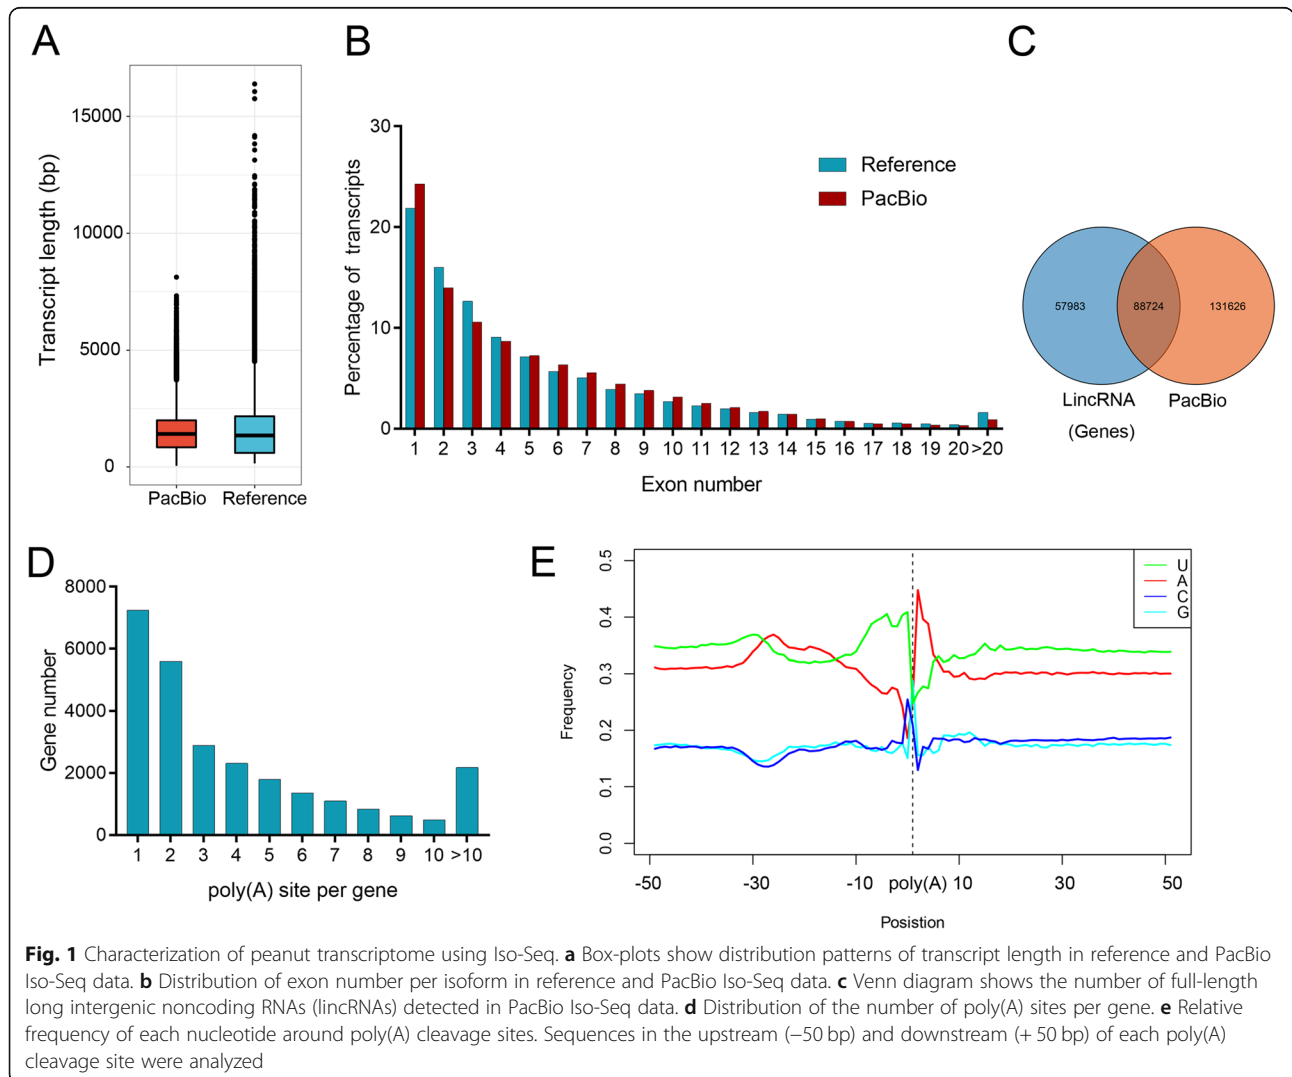 A
B
C
Transcript length (bp)
15000
10000
5000
0
PacBio
Reference
Percentage of transcripts
30
20
10
0
Reference
PacBio
1 2 3 4 5 6 7 8 9 10 11 12 13 14 15 16 17 18 19 20 >20
Exon number
57983
88724
131626
LincRNA
(Genes)
PacBio
D
E
Gene number
8000
6000
4000
2000
0
1 2 3 4 5 6 7 8 9 10 >10
poly(A) site per gene
Frequency
0.5
0.4
0.3
0.2
0.1
0.0
U
A
C
G
-50 -30 -10 poly(A) 10 30 50
Posistion
Fig. 1 Characterization of peanut transcriptome using Iso-Seq. a Box-plots show distribution patterns of transcript length in reference and PacBio
Iso-Seq data. b Distribution of exon number per isoform in reference and PacBio Iso-Seq data. c Venn diagram shows the number of full-length
long intergenic noncoding RNAs (lincRNAs) detected in PacBio Iso-Seq data. d Distribution of the number of poly(A) sites per gene. e Relative
frequency of each nucleotide around poly(A) cleavage sites. Sequences in the upstream (−50 bp) and downstream (+ 50 bp) of each poly(A)
cleavage site were analyzed